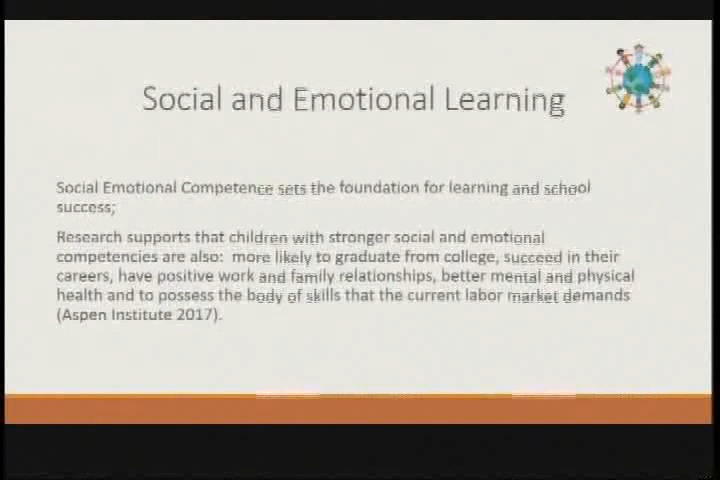 Social and Emotional Learning
Social Emotional Competence sets the foundation for learning and school
success;
Research supports that children with stronger social and emotional
competencies are also:  more likely to graduate from college, succeed in their
careers, have positive work and family relationships, better mental and physical
health and to possess the body of skills that the current labor market demands
(Aspen Institute 2017).